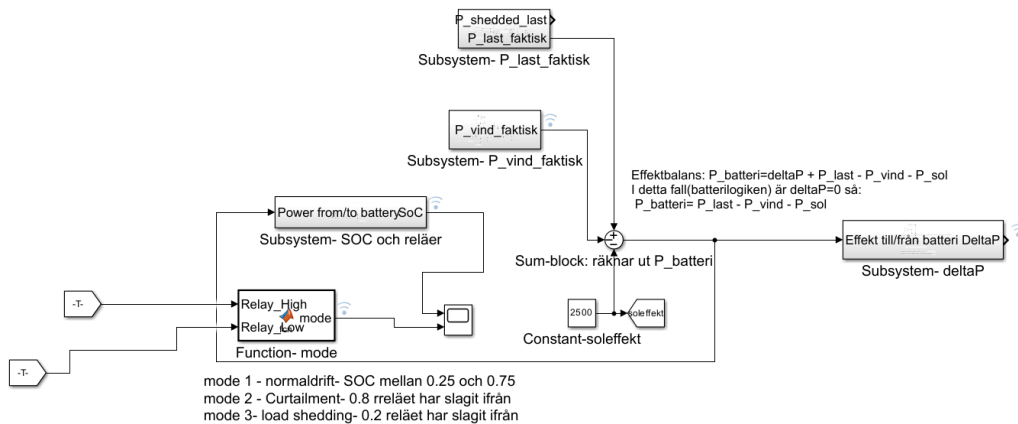 P_shedded_last
P_last_faktisk
Subsystem- P_last_faktisk
P_vind_faktisk
Subsystem- P_vind_faktisk
Effektbalans: P_batteri=deltaP + P_last - P_vind - P_sol
I detta fall(batterilogiken) är deltaP=0 så:
P_batteri= P_last - P_vind - P_sol
Power from/to battery SoC
Subsystem- SOC och reläer
Effekt till/från batteri DeltaP
Subsystem- deltaP
Sum-block: räknar ut P_batteri
-T-
Relay_High
mode
Relay_Low
Function- mode
2500
soleffekt
Constant-soleffekt
-T-
mode 1 - normaldrift- SOC mellan 0.25 och 0.75
mode 2 - Curtailment- 0.8 rreläet har slagit ifrån
mode 3- load shedding- 0.2 reläet har slagit ifrån